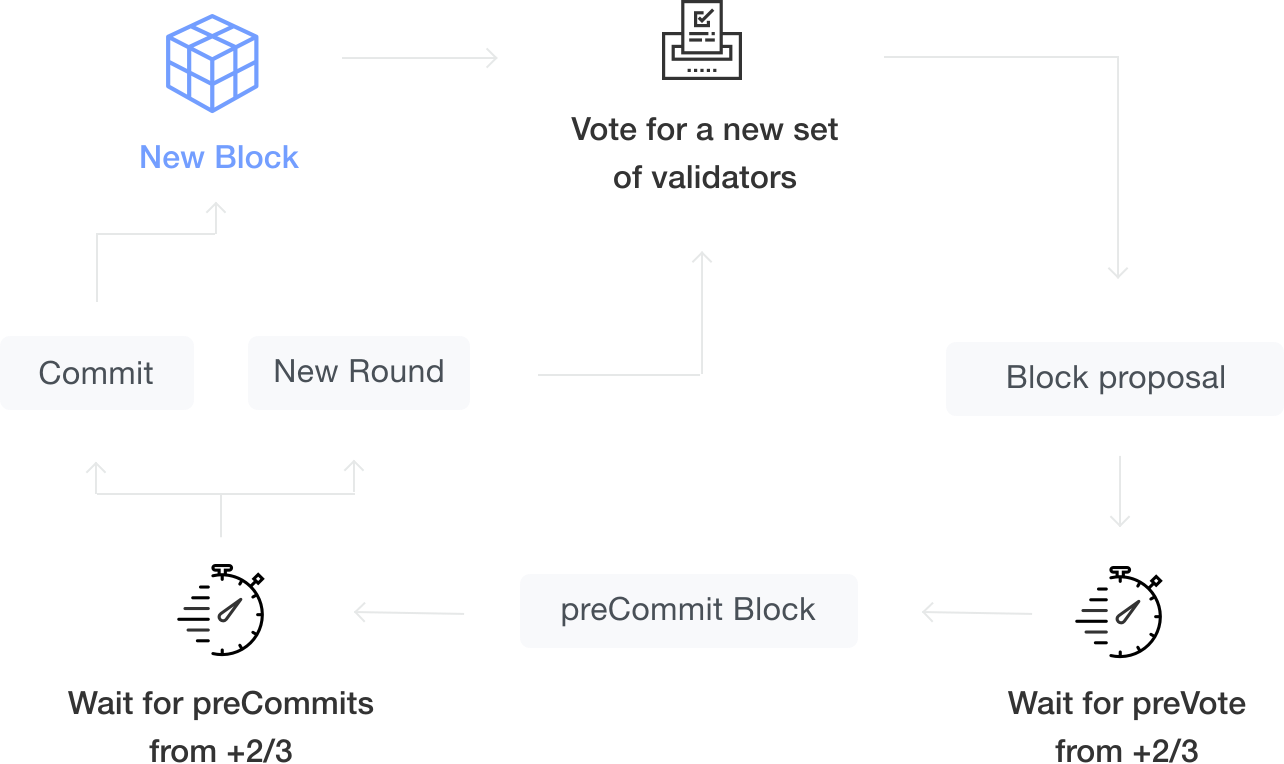 New Block
Vote for a new set
of validators
Commit
New Round
Block proposal
preCommit Block
Wait for preCommits
from +2/3
Wait for preVote
from +2/3